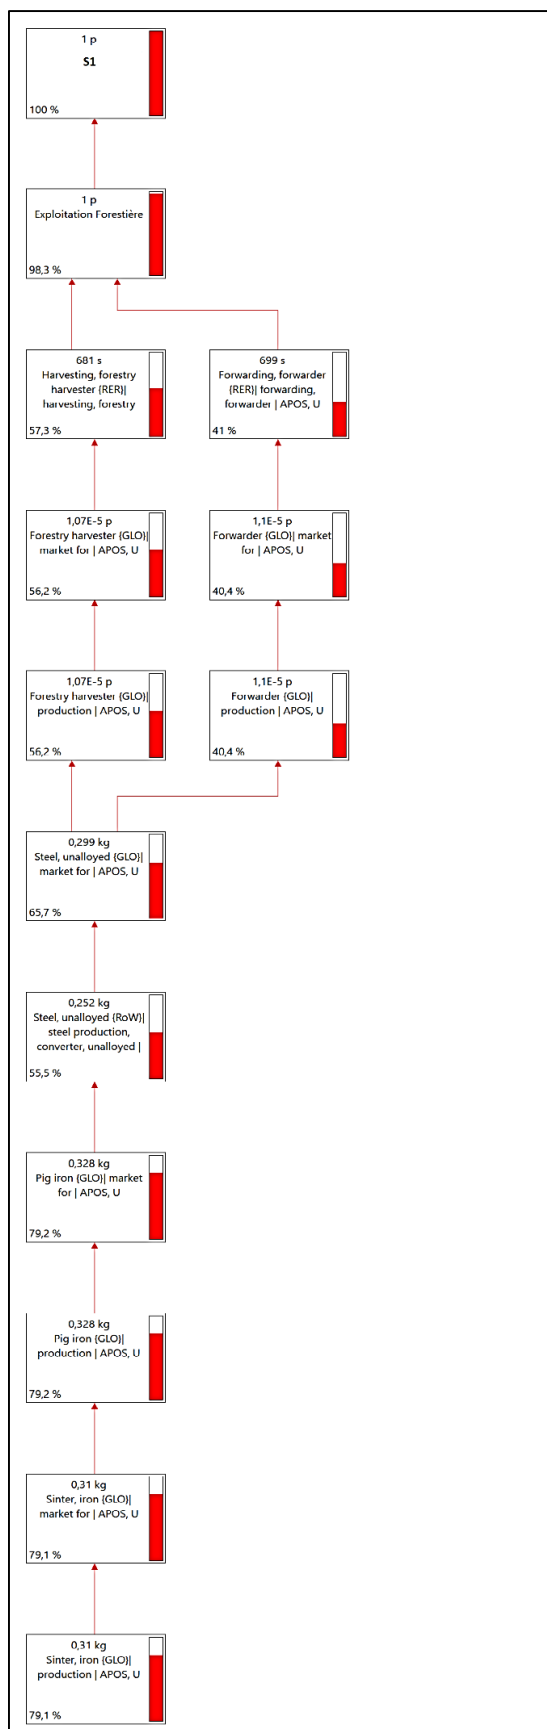 1 p
S1
100 %
1 p
Exploitation Forestière
98,3 %
681 s
Harvesting, forestry
harvester {RER}|
harvesting, forestry
57,3 %
699 s
Forwarding, forwarder
{RER}| forwarding,
forwarder | APOS, U
41 %
1,07E-5 p
Forestry harvester {GLO}|
market for | APOS, U
56,2 %
1,1E-5 p
Forwarder {GLO}| market
for | APOS, U
40,4 %
1,07E-5 p
Forestry harvester {GLO}|
production | APOS, U
56,2 %
1,1E-5 p
Forwarder {GLO}|
production | APOS, U
40,4 %
0,299 kg
Steel, unalloyed {GLO}|
market for | APOS, U
65,7 %
0,252 kg
Steel, unalloyed {RoW}|
steel production,
converter, unalloyed |
55,5 %
0,328 kg
Pig iron {GLO}| market
for | APOS, U
79,2 %
0,328 kg
Pig iron {GLO}|
production | APOS, U
79,2 %
0,31 kg
Sinter, iron {GLO}|
market for | APOS, U
79,1 %
0,31 kg
Sinter, iron {GLO}|
production | APOS, U
79,1 %